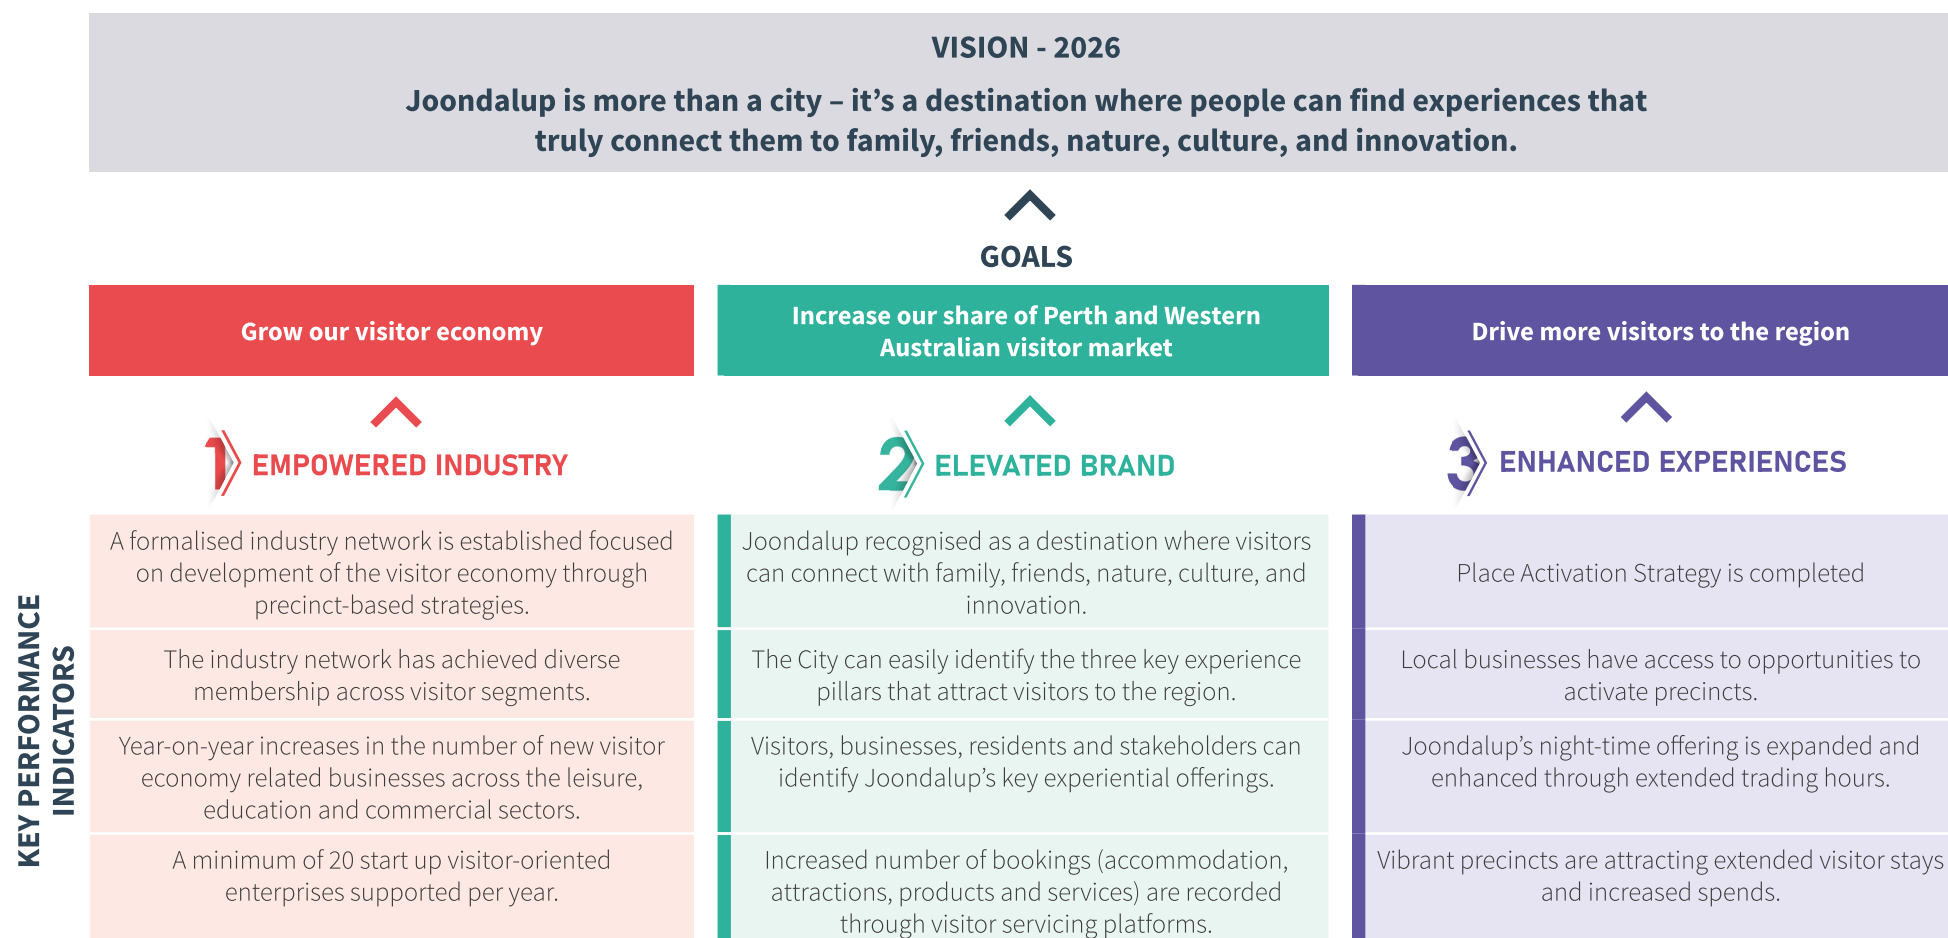 VISION - 2026
Joondalup is more than a city – it’s a destination where people can find experiences that
truly connect them to family, friends, nature, culture, and innovation.
GOALS
Grow our visitor economy
Increase our share of Perth and Western
Australian visitor market
Drive more visitors to the region
1 EMPOWERED INDUSTRY
2 ELEVATED BRAND
3 ENHANCED EXPERIENCES
KEY PERFORMANCE
INDICATORS
A formalised industry network is established focused
on development of the visitor economy through
precinct-based strategies.
Joondalup recognised as a destination where visitors
can connect with family, friends, nature, culture, and
innovation.
Place Activation Strategy is completed
The industry network has achieved diverse
membership across visitor segments.
The City can easily identify the three key experience
pillars that attract visitors to the region.
Local businesses have access to opportunities to
activate precincts.
Year-on-year increases in the number of new visitor
economy related businesses across the leisure,
education and commercial sectors.
Visitors, businesses, residents and stakeholders can
identify Joondalup’s key experiential offerings.
Joondalup’s night-time offering is expanded and
enhanced through extended trading hours.
A minimum of 20 start up visitor-oriented
enterprises supported per year.
Increased number of bookings (accommodation,
attractions, products and services) are recorded
through visitor servicing platforms.
Vibrant precincts are attracting extended visitor stays
and increased spends.